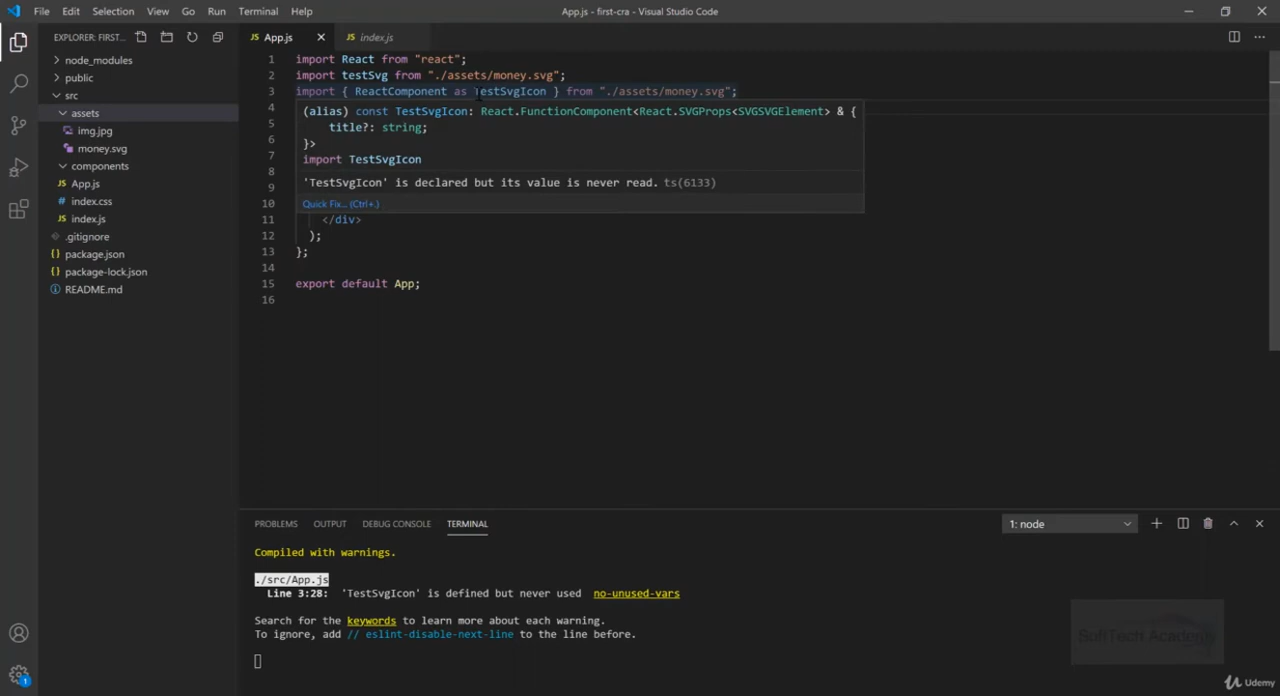 File Edit Selection View Go Run Terminal Help
App.js - first-cra - Visual Studio Code
EXPLORER: FIRST...
node_modules
public
src
assets
img.jpg
money.svg
components
JS App.js
# index.css
JS index.js
.gitignore
{} package.json
{} package-lock.json
README.md
1
JS App.js
JS index.js
1 import React from "react";
2 import testSvg from "./assets/money.svg";
3 import { ReactComponent as TestSvgIcon } from "./assets/money.svg";
4
(alias) const TestSvgIcon: React.FunctionComponent<React.SVGProps<SVGSVGElement> & {
5
title?: string;
6
}>
7
import TestSvgIcon
8
'TestSvgIcon' is declared but its value is never read. ts(6133)
9
Quick Fix... (Ctrl+.)
10
11 </div>
12 );
13 };
14
15 export default App;
16
PROBLEMS OUTPUT DEBUG CONSOLE TERMINAL
1: node
Compiled with warnings.
./src/App.js
Line 3:28: 'TestSvgIcon' is defined but never used no-unused-vars
Search for the keywords to learn more about each warning.
To ignore, add // eslint-disable-next-line to the line before.
SoftTech Academy
Udemy